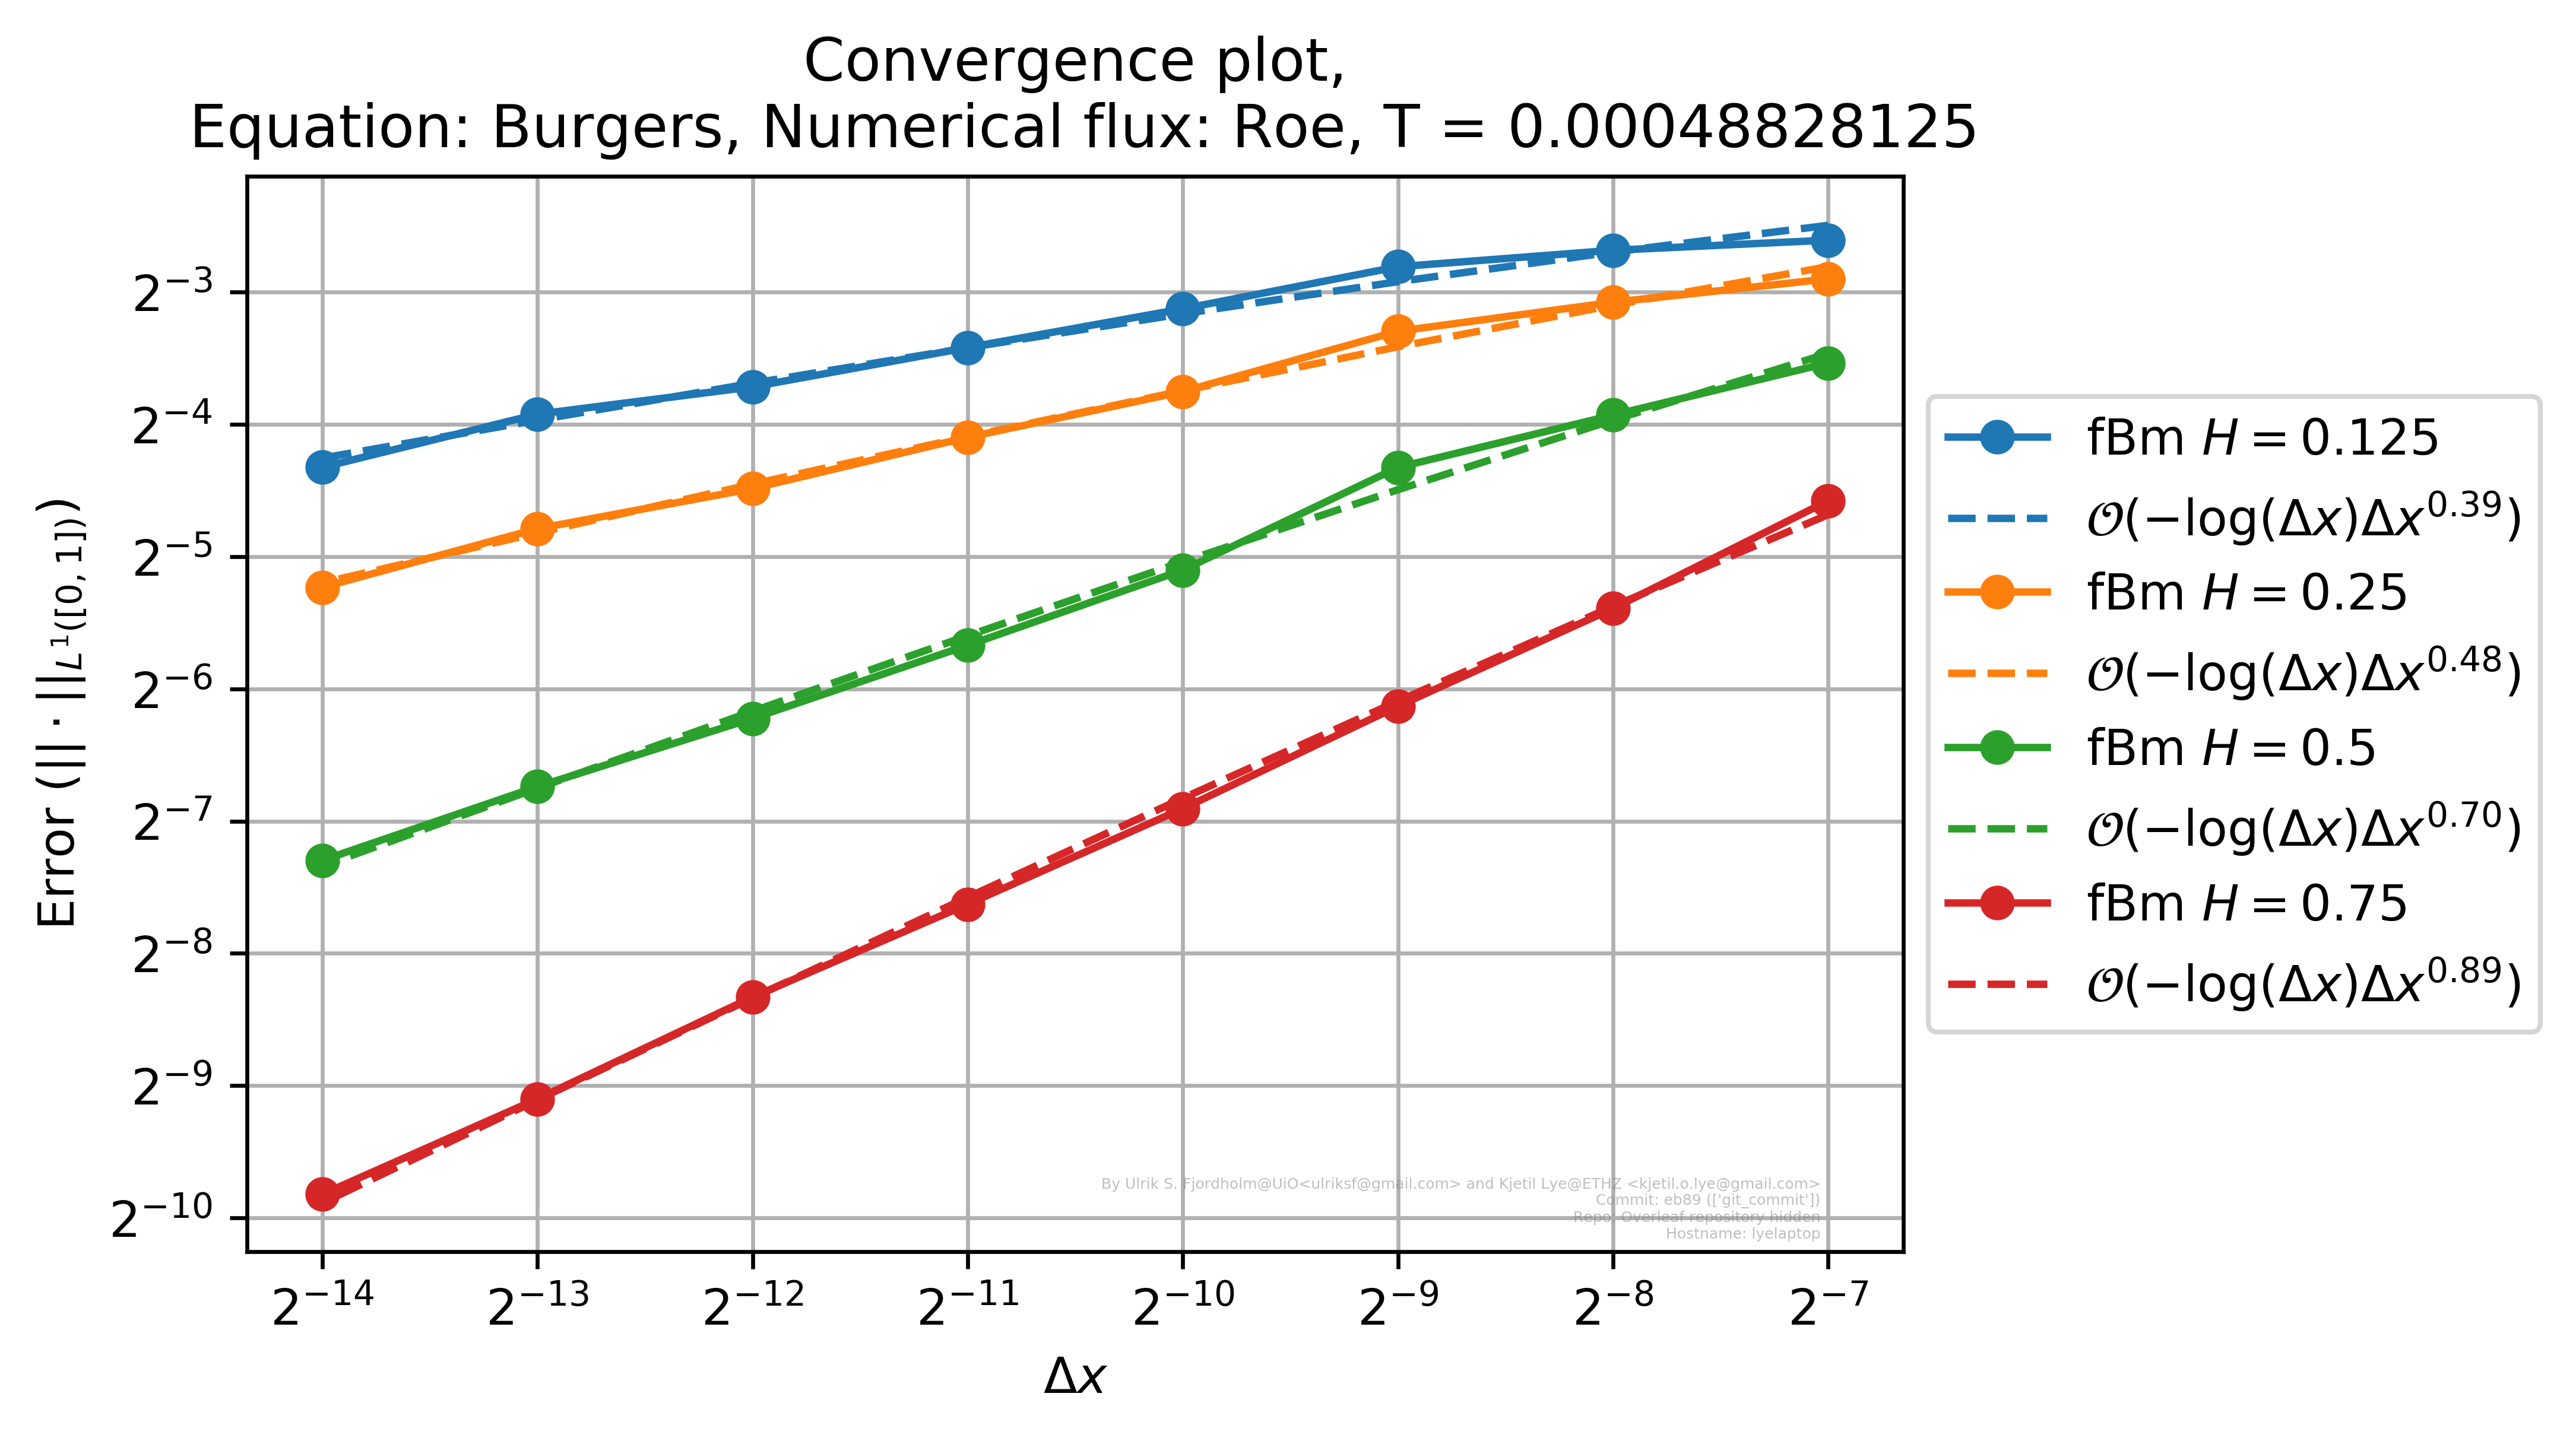 Convergence plot,
Equation: Burgers, Numerical flux: Roe, T = 0.00048828125
Error (|| · ||_{L^1([0, 1])})
2^{−3}
2^{−4}
2^{−5}
2^{−6}
2^{−7}
2^{−8}
2^{−9}
2^{−10}
2^{−14} 2^{−13} 2^{−12} 2^{−11} 2^{−10} 2^{−9} 2^{−8} 2^{−7}
Δx
fBm H = 0.125
𝒪(−log(Δx)Δx^{0.39})
fBm H = 0.25
𝒪(−log(Δx)Δx^{0.48})
fBm H = 0.5
𝒪(−log(Δx)Δx^{0.70})
fBm H = 0.75
𝒪(−log(Δx)Δx^{0.89})
By Ulrik S. Fjordholm@UiO<ulriksf@gmail.com> and Kjetil Lye@ETHZ <kjetil.o.lye@gmail.com>
Commit: eb89 (['git_commit'])
Repo: Overleaf repository hidden
Hostname: lyelaptop